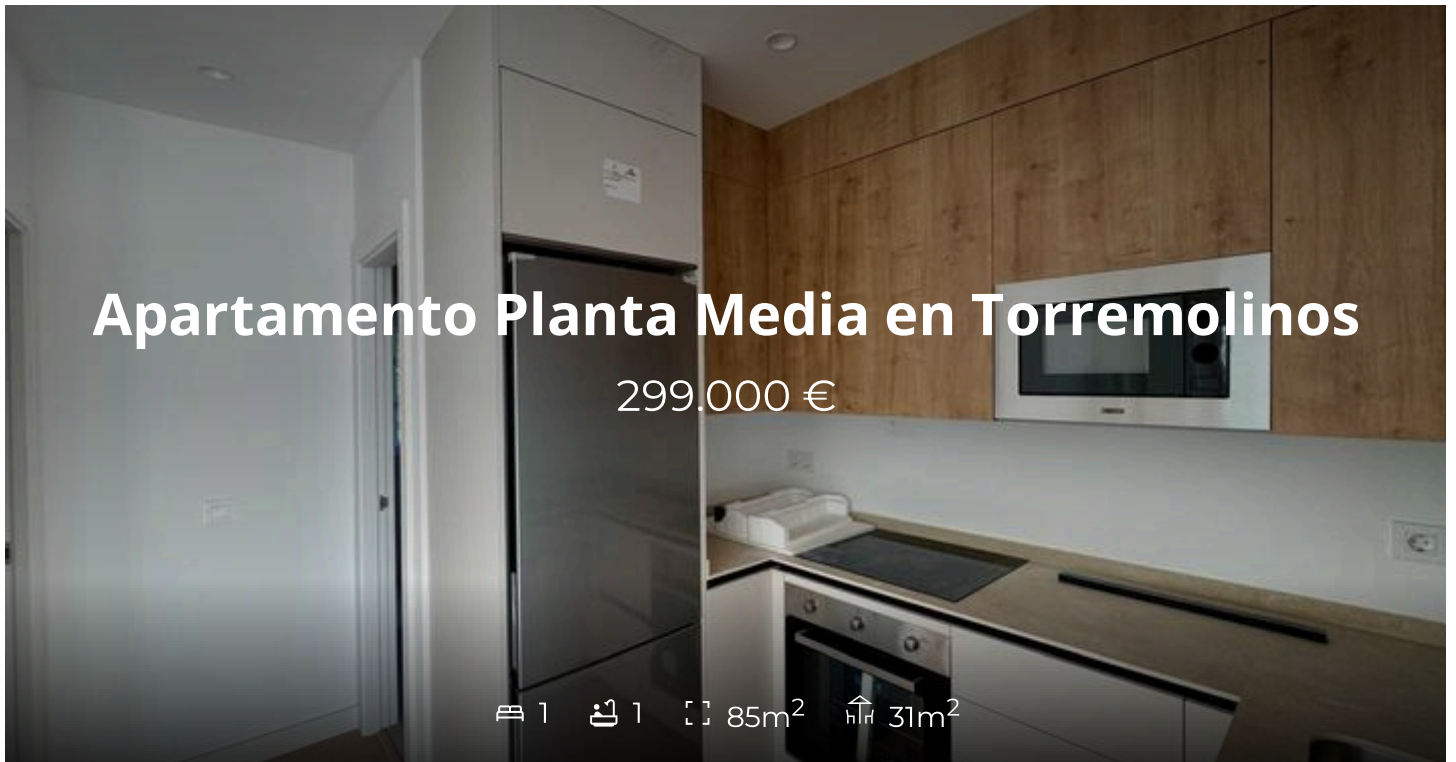 Apartamento Planta Media en Torremolinos
299.000 €
1 1 85m² 31m²